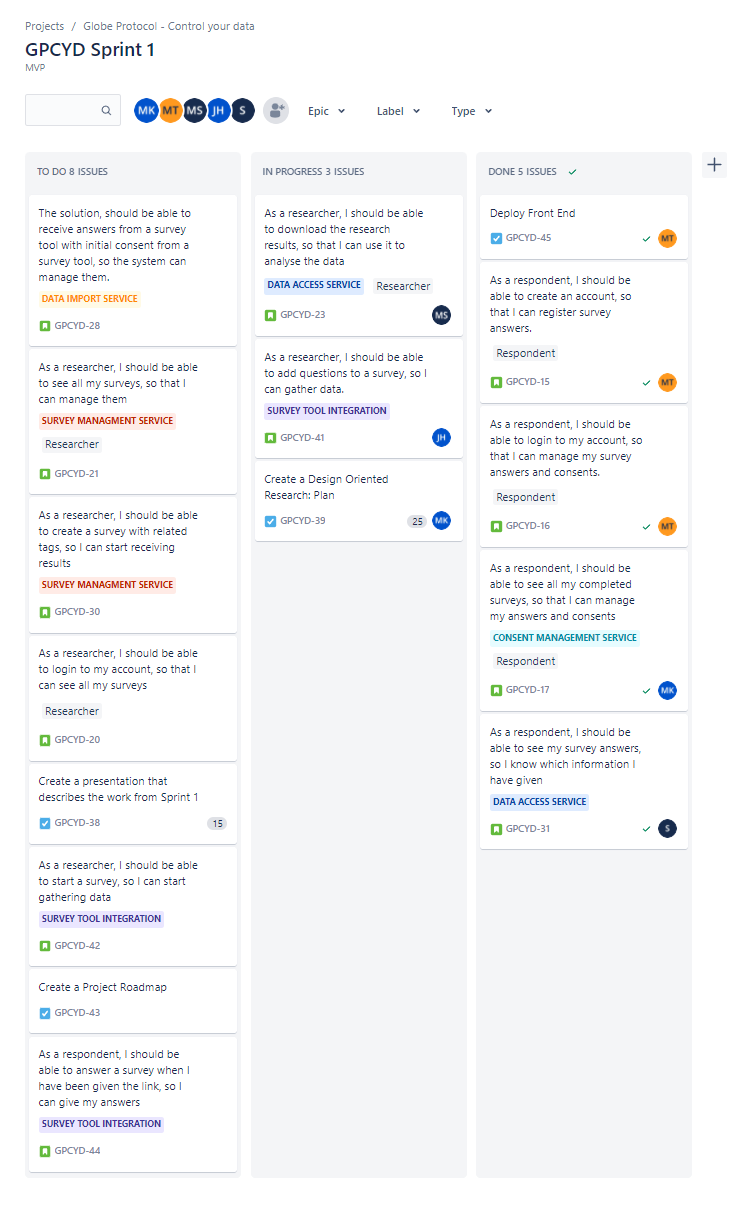 Projects / Globe Protocol - Control your data
GPCYD Sprint 1
MVP
MK MT MS JH S
Epic Label Type
TO DO 8 ISSUES
The solution, should be able to
receive answers from a survey
tool with initial consent from a
survey tool, so the system can
manage them.
DATA IMPORT SERVICE
GPCYD-28
As a researcher, I should be able
to see all my surveys, so that I
can manage them
SURVEY MANAGMENT SERVICE
Researcher
GPCYD-21
As a researcher, I should be able
to create a survey with related
tags, so I can start receiving
results
SURVEY MANAGMENT SERVICE
GPCYD-30
As a researcher, I should be able
to login to my account, so that I
can see all my surveys
Researcher
GPCYD-20
Create a presentation that
describes the work from Sprint 1
GPCYD-38 15
As a researcher, I should be able
to start a survey, so I can start
gathering data
SURVEY TOOL INTEGRATION
GPCYD-42
Create a Project Roadmap
GPCYD-43
As a respondent, I should be
able to answer a survey when I
have been given the link, so I
can give my answers
SURVEY TOOL INTEGRATION
GPCYD-44
IN PROGRESS 3 ISSUES
As a researcher, I should be able
to download the research
results, so that I can use it to
analyse the data
DATA ACCESS SERVICE Researcher
GPCYD-23 MS
As a researcher, I should be able
to add questions to a survey, so I
can gather data.
SURVEY TOOL INTEGRATION
GPCYD-41 JH
Create a Design Oriented
Research: Plan
GPCYD-39 25 MK
DONE 5 ISSUES
Deploy Front End
GPCYD-45 MT
As a respondent, I should be
able to create an account, so
that I can register survey
answers.
Respondent
GPCYD-15 MT
As a respondent, I should be
able to login to my account, so
that I can manage my survey
answers and consents.
Respondent
GPCYD-16 MT
As a respondent, I should be
able to see all my completed
surveys, so that I can manage
my answers and consents
CONSENT MANAGEMENT SERVICE
Respondent
GPCYD-17 MK
As a respondent, I should be
able to see my survey answers,
so I know which information I
have given
DATA ACCESS SERVICE
GPCYD-31 S